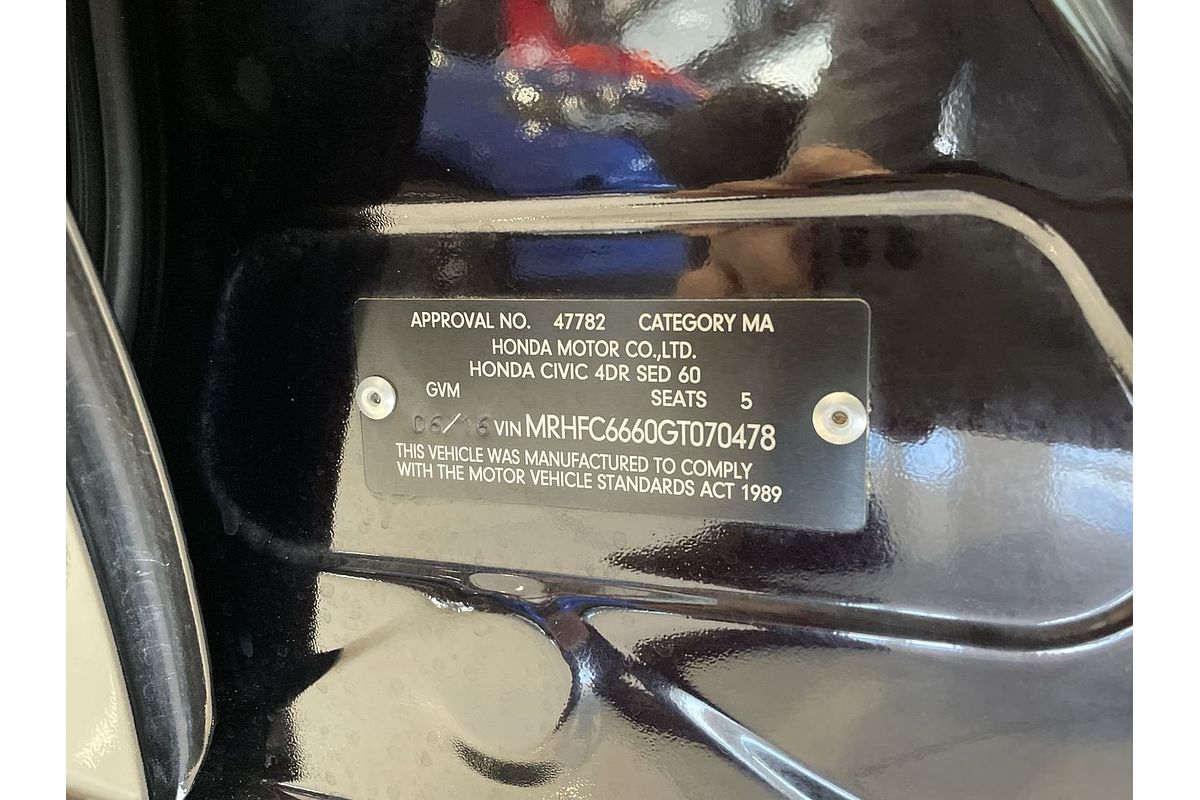 APPROVAL NO. 47782 CATEGORY MA
HONDA MOTOR CO.,LTD.
HONDA CIVIC 4DR SED 60
GVM SEATS 5
06/16 VIN MRHFC6660GT070478
THIS VEHICLE WAS MANUFACTURED TO COMPLY
WITH THE MOTOR VEHICLE STANDARDS ACT 1989